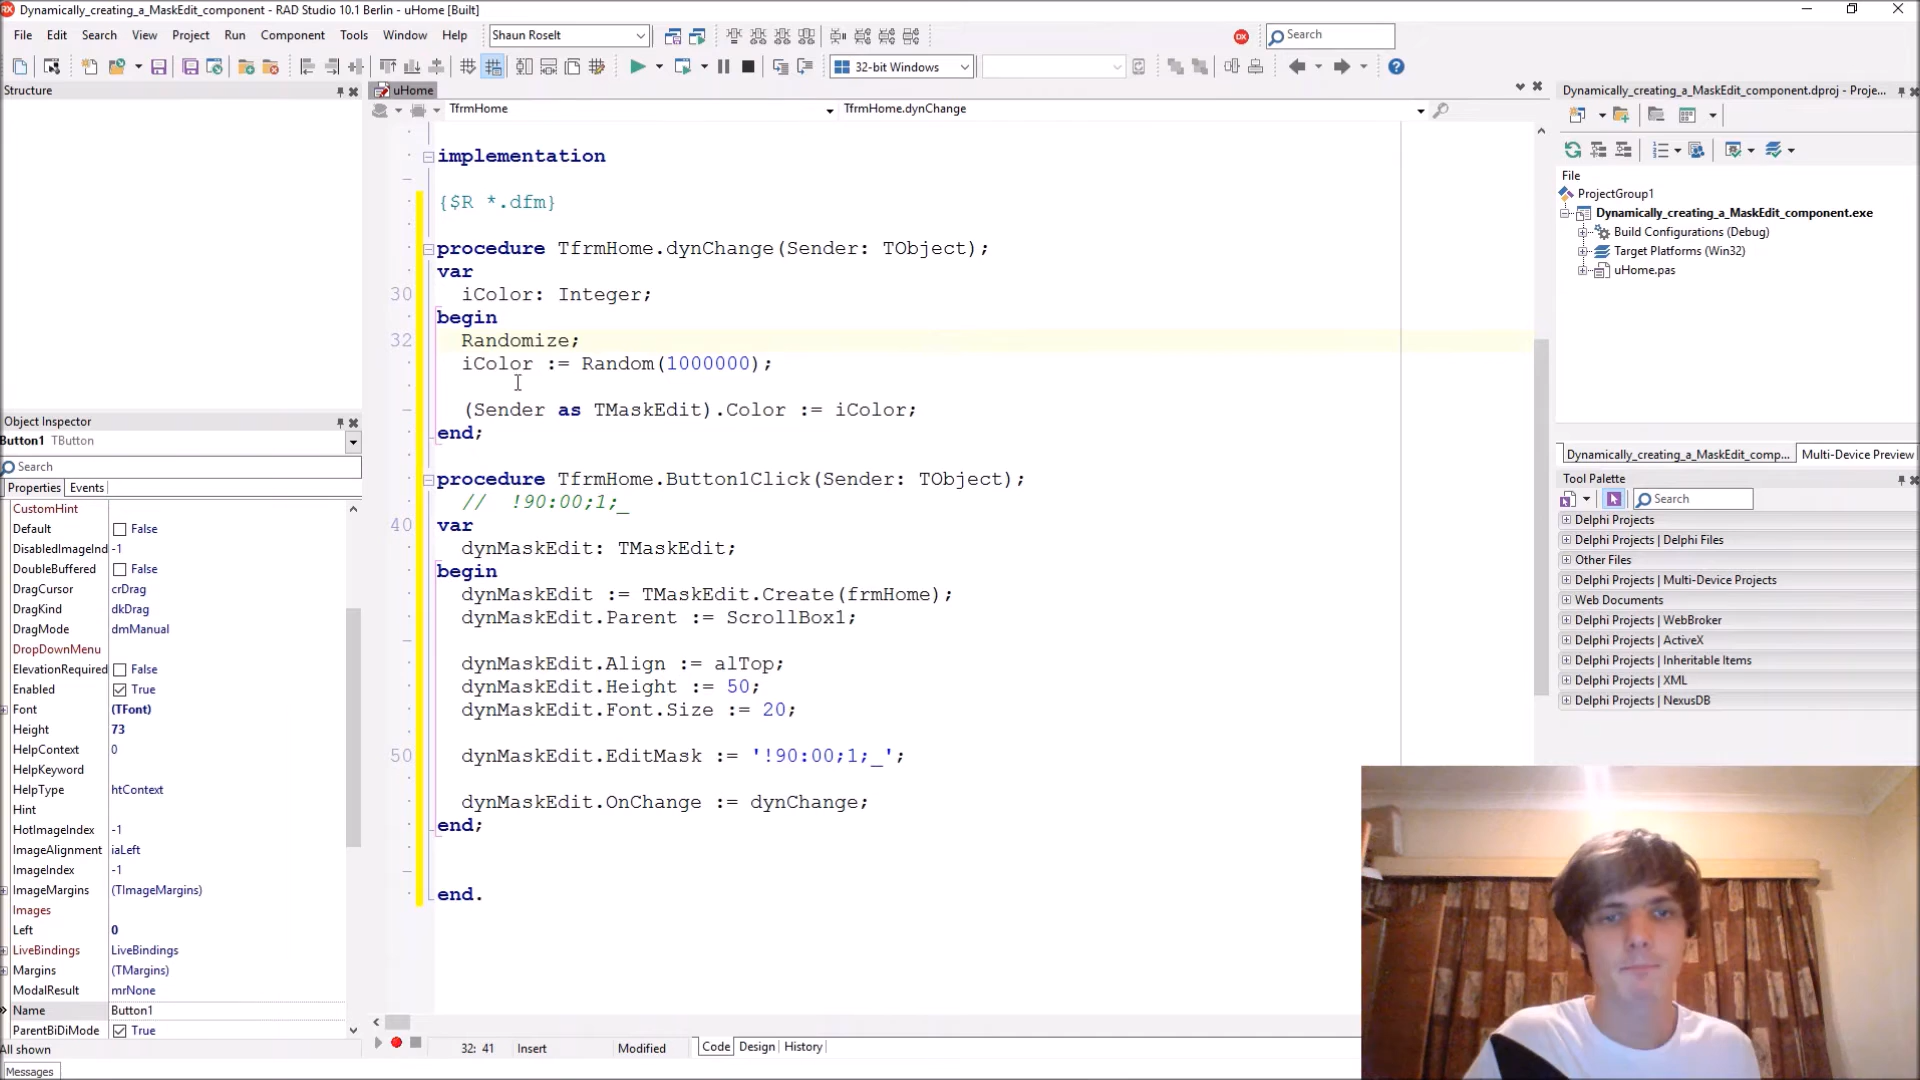 Dynamically_creating_a_MaskEdit_component - RAD Studio 10.1 Berlin - uHome [Built]
File Edit Search View Project Run Component Tools Window Help Shaun Roselt Search
32-bit Windows
Structure
uHome
TfrmHome TfrmHome.dynChange
implementation
{$R *.dfm}
procedure TfrmHome.dynChange(Sender: TObject);
var
30 iColor: Integer;
begin
32 Randomize;
iColor := Random(1000000);
(Sender as TMaskEdit).Color := iColor;
end;
procedure TfrmHome.Button1Click(Sender: TObject);
// !90:00;1;_
40 var
dynMaskEdit: TMaskEdit;
begin
dynMaskEdit := TMaskEdit.Create(frmHome);
dynMaskEdit.Parent := ScrollBox1;
dynMaskEdit.Align := alTop;
dynMaskEdit.Height := 50;
dynMaskEdit.Font.Size := 20;
50 dynMaskEdit.EditMask := '!90:00;1;_';
dynMaskEdit.OnChange := dynChange;
end;
end.
32: 41 Insert Modified Code Design History
Object Inspector
Button1 TButton
Search
Properties Events
CustomHint
Default False
DisabledImageInd -1
DoubleBuffered False
DragCursor crDrag
DragKind dkDrag
DragMode dmManual
DropDownMenu
ElevationRequired False
Enabled True
Font (TFont)
Height 73
HelpContext 0
HelpKeyword
HelpType htContext
Hint
HotImageIndex -1
ImageAlignment iaLeft
ImageIndex -1
ImageMargins (TImageMargins)
Images
Left 0
LiveBindings LiveBindings
Margins (TMargins)
ModalResult mrNone
Name Button1
ParentBiDiMode True
All shown
Messages
Dynamically_creating_a_MaskEdit_component.dproj - Proje...
File
ProjectGroup1
Dynamically_creating_a_MaskEdit_component.exe
Build Configurations (Debug)
Target Platforms (Win32)
uHome.pas
Dynamically_creating_a_MaskEdit_comp... Multi-Device Preview
Tool Palette
Search
Delphi Projects
Delphi Projects | Delphi Files
Other Files
Delphi Projects | Multi-Device Projects
Web Documents
Delphi Projects | WebBroker
Delphi Projects | ActiveX
Delphi Projects | Inheritable Items
Delphi Projects | XML
Delphi Projects | NexusDB